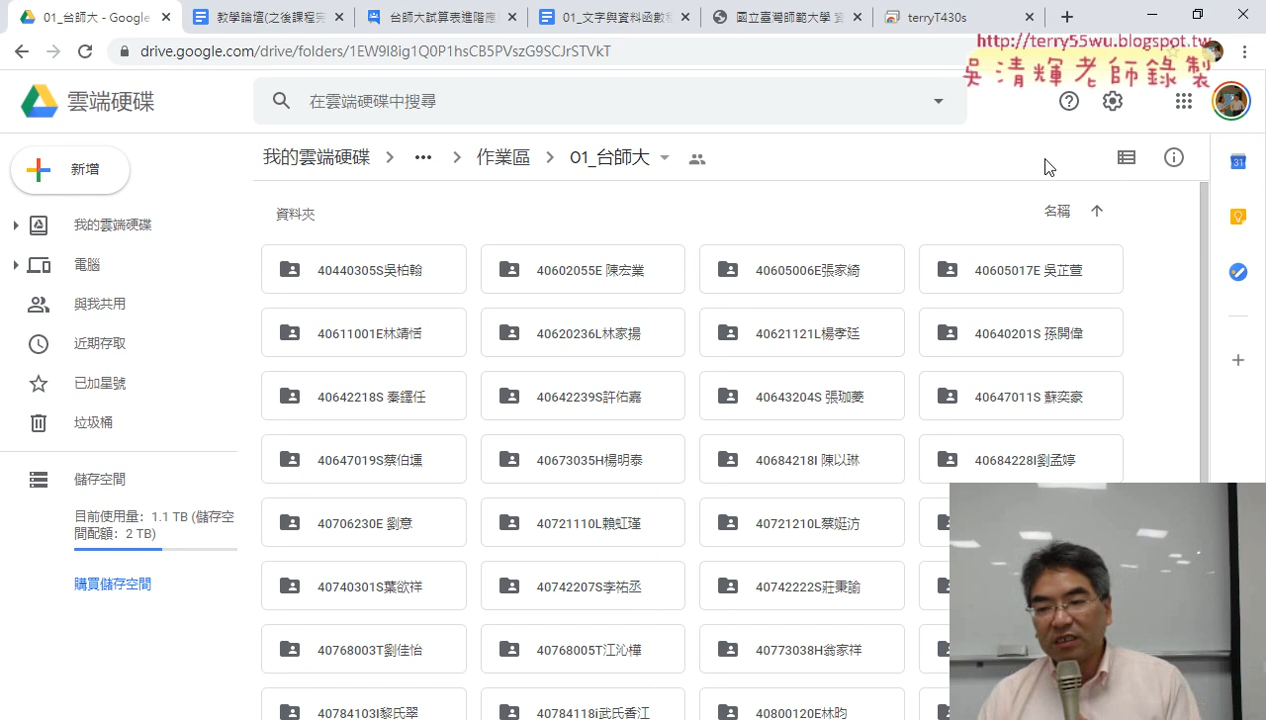 01_台師大 - Google
教學論壇(之後課程完
台師大試算表進階應
01_文字與資料函數程
國立臺灣師範大學 資
terryT430s
drive.google.com/drive/folders/1EW9I8ig1Q0P1hsCB5PVszG9SCJrSTVkT
http://terry55wu.blogspot.tw
吳清輝老師錄製
雲端硬碟
在雲端硬碟中搜尋
新增
我的雲端硬碟
作業區
01_台師大
我的雲端硬碟
電腦
與我共用
近期存取
已加星號
垃圾桶
儲存空間
目前使用量：1.1 TB (儲存空
間配額：2 TB)
購買儲存空間
資料夾
名稱
40440305S吳柏翰
40602055E 陳宏業
40605006E張家綺
40605017E 吳芷萱
40611001E林靖恬
40620236L林家揚
40621121L楊孝廷
40640201S 孫開偉
40642218S 秦鐸任
40642239S許佑嘉
40643204S 張珈菱
40647011S 蘇奕豪
40647019S蔡伯壎
40673035H楊明泰
40684218I 陳以琳
40684228I劉孟婷
40706230E 劉意
40721110L賴虹瑾
40721210L蔡娗汸
40740301S葉欲祥
40742207S李祐丞
40742222S莊秉諭
40768003T劉佳怡
40768005T江沁樺
40773038H翁家祥
40784103I黎氏翠
40784118i武氏香江
40800120E林昀
31